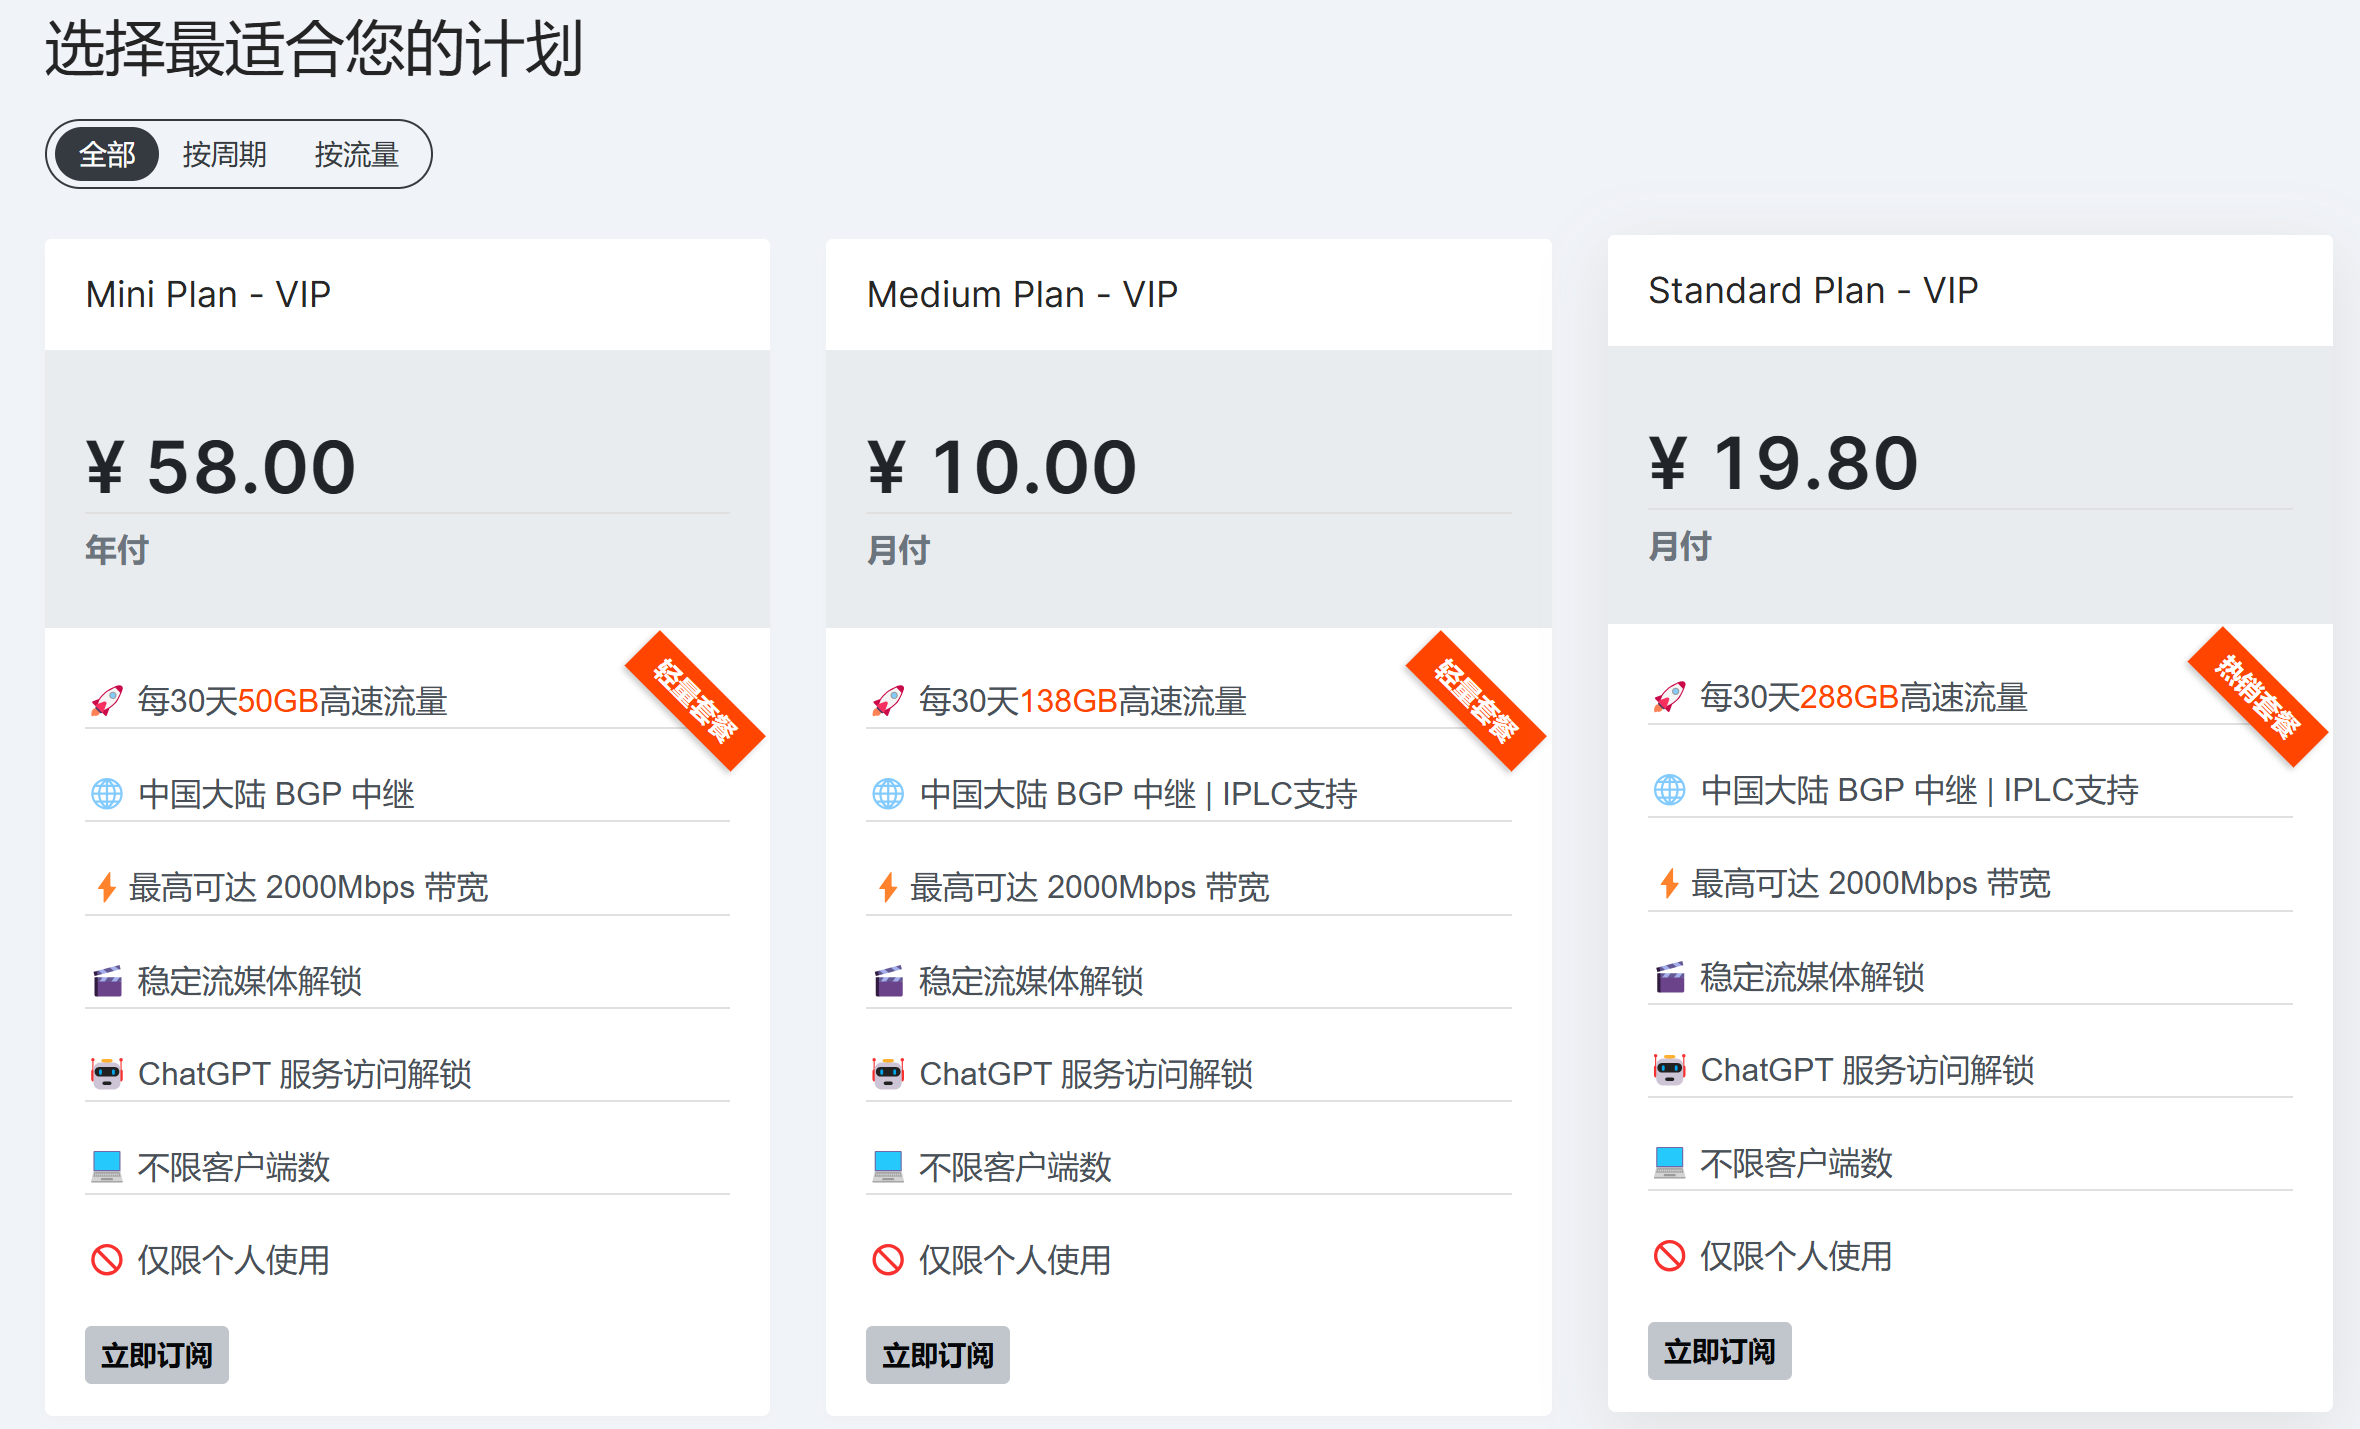 选择最适合您的计划
全部 按周期 按流量
Mini Plan - VIP
¥ 58.00
年付
轻量套餐
每30天50GB高速流量
中国大陆 BGP 中继
最高可达 2000Mbps 带宽
稳定流媒体解锁
ChatGPT 服务访问解锁
不限客户端数
仅限个人使用
立即订阅
Medium Plan - VIP
¥ 10.00
月付
轻量套餐
每30天138GB高速流量
中国大陆 BGP 中继 | IPLC支持
最高可达 2000Mbps 带宽
稳定流媒体解锁
ChatGPT 服务访问解锁
不限客户端数
仅限个人使用
立即订阅
Standard Plan - VIP
¥ 19.80
月付
热销套餐
每30天288GB高速流量
中国大陆 BGP 中继 | IPLC支持
最高可达 2000Mbps 带宽
稳定流媒体解锁
ChatGPT 服务访问解锁
不限客户端数
仅限个人使用
立即订阅